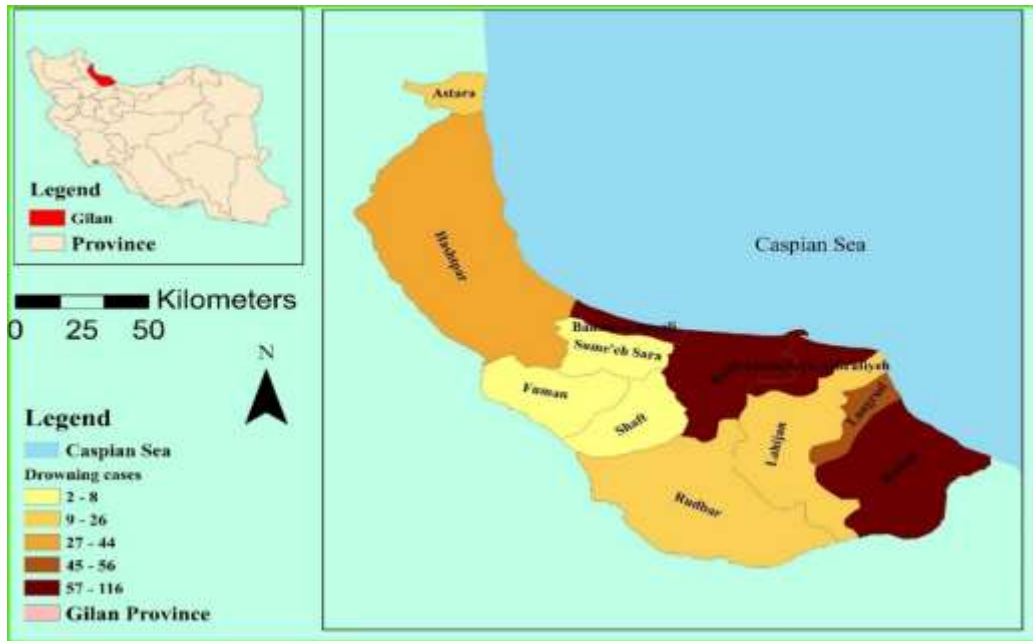 Legend
Gilan
Province
Kilometers
0 25 50
N
Legend
Caspian Sea
Drowning cases
2 - 8
9 - 26
27 - 44
45 - 56
57 - 116
Gilan Province
Astara
Hashtpar
Caspian Sea
Sume'eh Sara
Fuman
Shaft
Lahijan
Rudbar